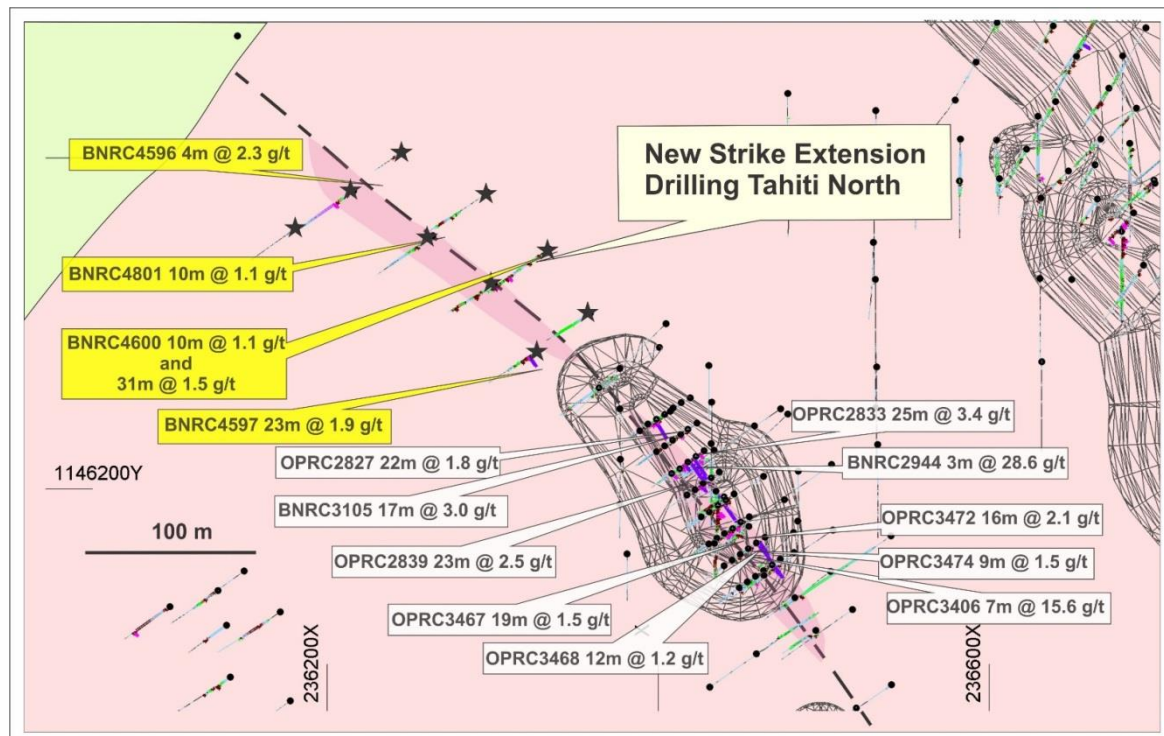 BNRC4596 4m @ 2.3 g/t
New Strike Extension
Drilling Tahiti North
BNRC4801 10m @ 1.1 g/t
BNRC4600 10m @ 1.1 g/t
and
31m @ 1.5 g/t
BNRC4597 23m @ 1.9 g/t
OPRC2833 25m @ 3.4 g/t
OPRC2827 22m @ 1.8 g/t
BNRC2944 3m @ 28.6 g/t
1146200Y
BNRC3105 17m @ 3.0 g/t
OPRC3472 16m @ 2.1 g/t
100 m
OPRC2839 23m @ 2.5 g/t
OPRC3474 9m @ 1.5 g/t
OPRC3406 7m @ 15.6 g/t
OPRC3467 19m @ 1.5 g/t
OPRC3468 12m @ 1.2 g/t
236200X
236600X